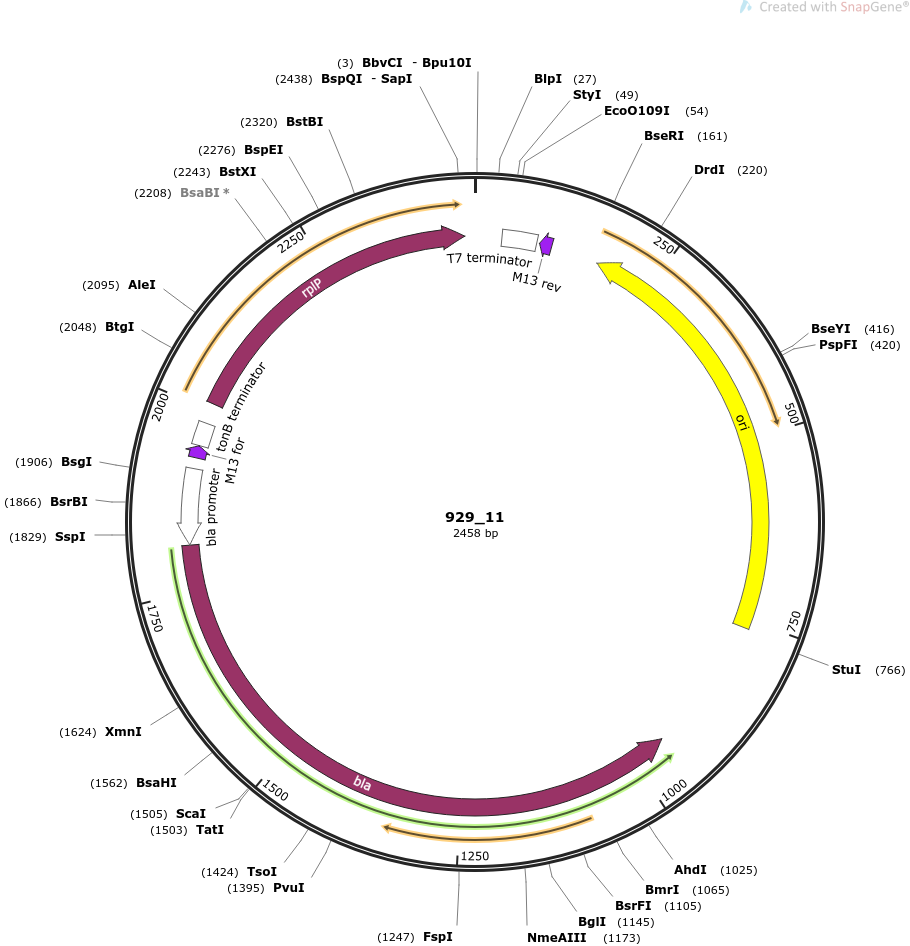 Created with SnapGene®
(3) BbvCI - Bpu10I
(2438) BspQI - SapI
BlpI (27)
StyI (49)
EcoO109I (54)
(2320) BstBI
BseRI (161)
(2276) BspEI
(2243) BstXI
DrdI (220)
(2208) BsaBI *
2250
250
T7 terminator
M13 rev
rplP
(2095) AleI
(2048) BtgI
BseYI (416)
PspFI (420)
2000
500
tonB terminator
M13 for
ori
(1906) BsgI
bla promoter
(1866) BsrBI
(1829) SspI
929_11
2458 bp
1750
750
StuI (766)
(1624) XmnI
(1562) BsaHI
bla
1500
1000
(1505) ScaI
(1503) TatI
1250
(1424) TsoI
(1395) PvuI
AhdI (1025)
BmrI (1065)
BsrFI (1105)
BglI (1145)
(1247) FspI
NmeAIII (1173)